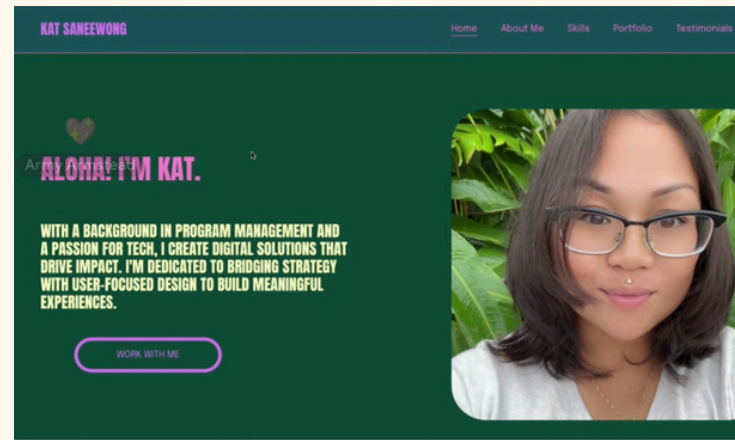 KAT SANEEWONG
Home About Me Skills Portfolio Testimonials
Army Armstead
ALOHA! I'M KAT.
WITH A BACKGROUND IN PROGRAM MANAGEMENT AND
A PASSION FOR TECH, I CREATE DIGITAL SOLUTIONS THAT
DRIVE IMPACT. I'M DEDICATED TO BRIDGING STRATEGY
WITH USER-FOCUSED DESIGN TO BUILD MEANINGFUL
EXPERIENCES.
WORK WITH ME